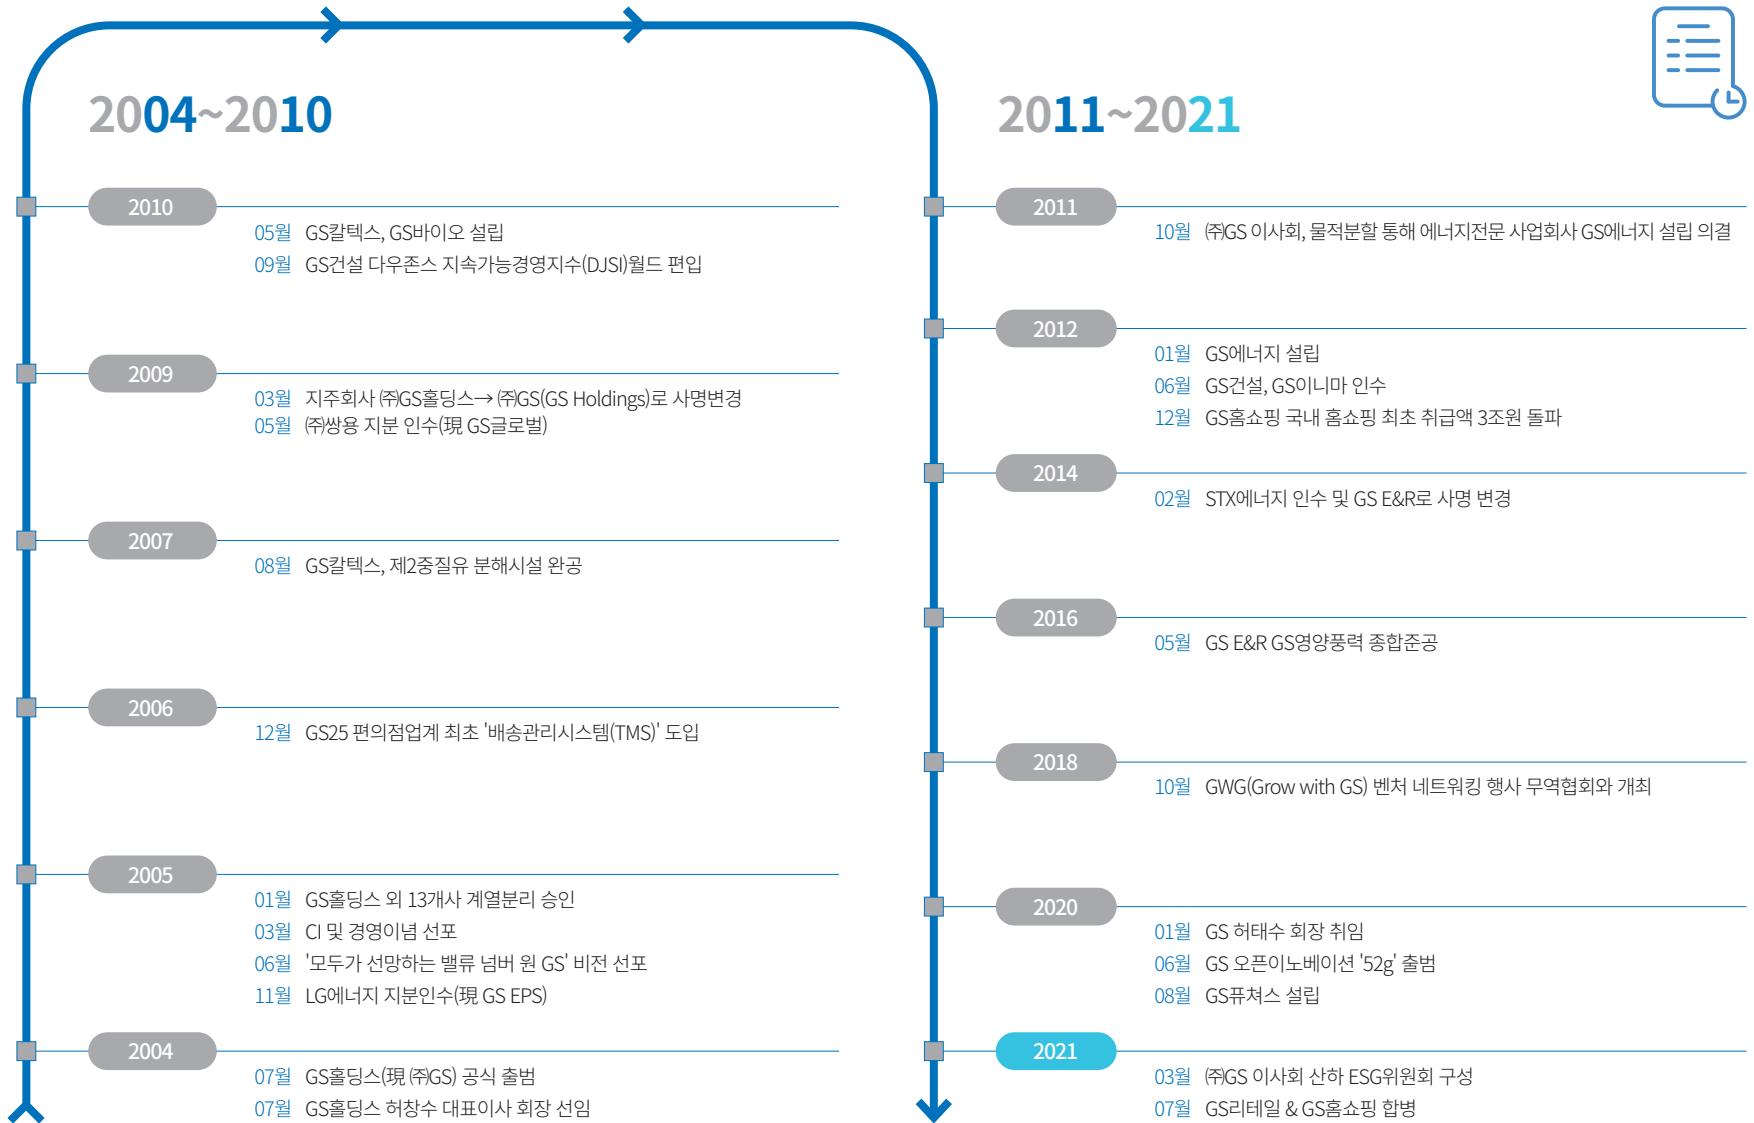 2004~2010
2010
05월 GS칼텍스, GS바이오 설립
09월 GS건설 다우존스 지속가능경영지수(DJSI)월드 편입
2009
03월 지주회사 ㈜GS홀딩스→ ㈜GS(GS Holdings)로 사명변경
05월 ㈜쌍용 지분 인수(現 GS글로벌)
2007
08월 GS칼텍스, 제2중질유 분해시설 완공
2006
12월 GS25 편의점업계 최초 '배송관리시스템(TMS)' 도입
2005
01월 GS홀딩스 외 13개사 계열분리 승인
03월 CI 및 경영이념 선포
06월 '모두가 선망하는 밸류 넘버 원 GS' 비전 선포
11월 LG에너지 지분인수(現 GS EPS)
2004
07월 GS홀딩스(現 ㈜GS) 공식 출범
07월 GS홀딩스 허창수 대표이사 회장 선임
2011~2021
2011
10월 ㈜GS 이사회, 물적분할 통해 에너지전문 사업회사 GS에너지 설립 의결
2012
01월 GS에너지 설립
06월 GS건설, GS이니마 인수
12월 GS홈쇼핑 국내 홈쇼핑 최초 취급액 3조원 돌파
2014
02월 STX에너지 인수 및 GS E&R로 사명 변경
2016
05월 GS E&R GS영양풍력 종합준공
2018
10월 GWG(Grow with GS) 벤처 네트워킹 행사 무역협회와 개최
2020
01월 GS 허태수 회장 취임
06월 GS 오픈이노베이션 '52g' 출범
08월 GS퓨쳐스 설립
2021
03월 ㈜GS 이사회 산하 ESG위원회 구성
07월 GS리테일 & GS홈쇼핑 합병